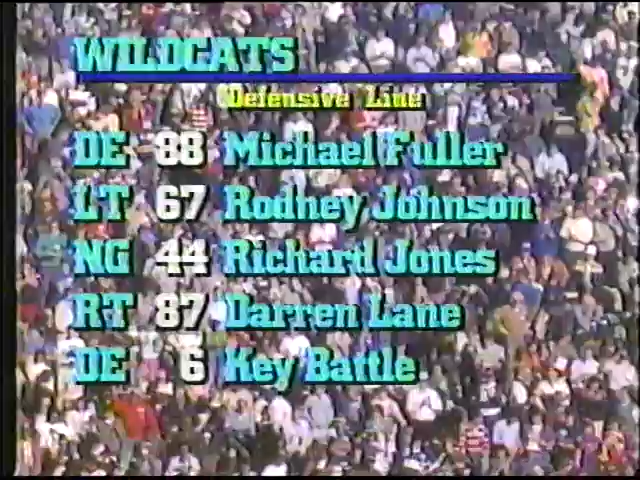 WILDCATS
Defensive Line
DE 88 Michael Fuller
LT 67 Rodney Johnson
NG 44 Richard Jones
RT 87 Darren Lane
DE 6 Key Battle